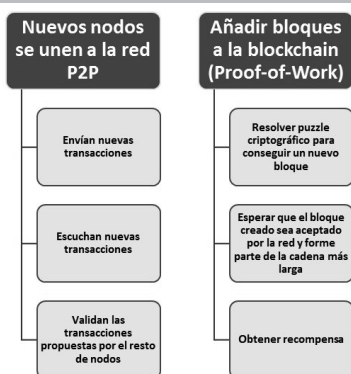 Nuevos nodos
se unen a la red
P2P
Envían nuevas
transacciones
Escuchan nuevas
transacciones
Validan las
transacciones
propuestas por el resto
de nodos
Añadir bloques
a la blockchain
(Proof-of-Work)
Resolver puzzle
criptográfico para
conseguir un nuevo
bloque
Esperar que el bloque
creado sea aceptado
por la red y forme
parte de la cadena más
larga
Obtener recompensa